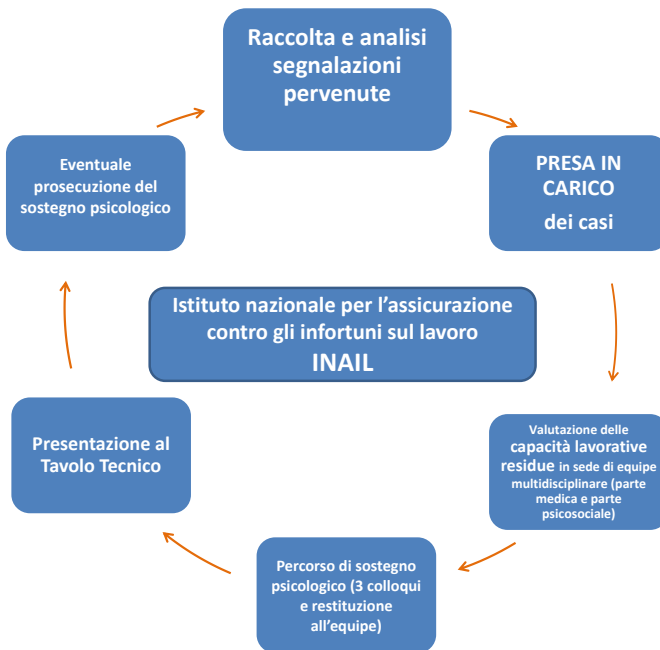 Raccolta e analisi
segnalazioni
pervenute
PRESA IN
CARICO
dei casi
Valutazione delle
capacità lavorative
residue in sede di equipe
multidisciplinare (parte
medica e parte
psicosociale)
Percorso di sostegno
psicologico (3 colloqui
e restituzione
all’equipe)
Presentazione al
Tavolo Tecnico
Eventuale
prosecuzione del
sostegno psicologico
Istituto nazionale per l’assicurazione
contro gli infortuni sul lavoro
INAIL